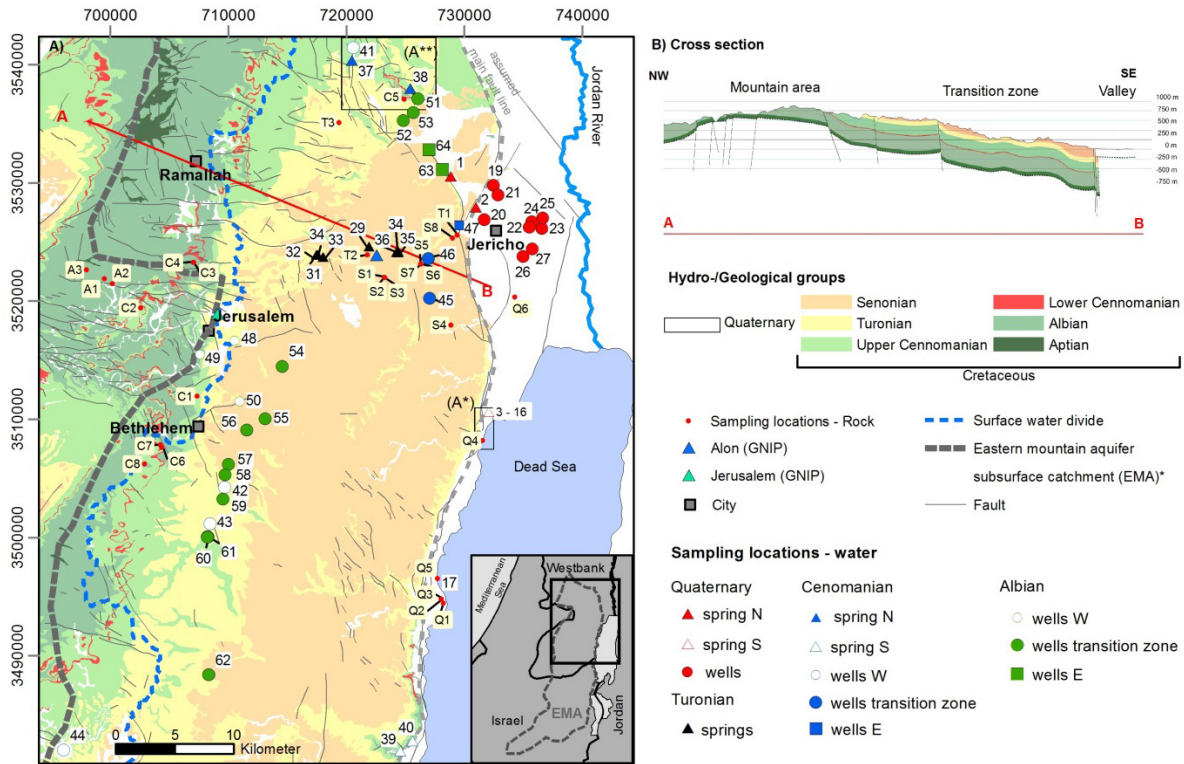 700000 710000 720000 730000 740000
3540000
3530000
3520000
3510000
3500000
3490000
A)
41
(A**)
37
38
C5
51
53
52
T3
assumed
main fault line
Jordan River
A
Ramallah
64
1
63
19
21
2
20
T1
S8
47
24
25
22
23
Jericho
34
29
34
35
36
33
32
31
T2
S5
46
S7
S6
S1
S2
S3
45
B
26
27
Q6
S4
A3
A2
A1
C4
C3
C2
Jerusalem
48
49
54
50
C1
56
55
Bethlehem
C7
C6
C8
57
58
42
59
43
60
61
62
(A*)
3 - 16
Q4
Dead Sea
Q5
17
Q3
Q2
Q1
44
40
39
0 5 10
Kilometer
Westbank
Mediterranean
Sea
Israel
EMA
Jordan
B) Cross section
NW
SE
Mountain area
Transition zone
Valley
1000 m
750 m
500 m
250 m
0 m
-250 m
-500 m
-750 m
A
B
Hydro-/Geological groups
Quaternary
Senonian
Turonian
Upper Cennomanian
Lower Cennomanian
Albian
Aptian
Cretaceous
Sampling locations - Rock
Alon (GNIP)
Jerusalem (GNIP)
City
Surface water divide
Eastern mountain aquifer
subsurface catchment (EMA)*
Fault
Sampling locations - water
Quaternary
spring N
spring S
wells
Turonian
springs
Cenomanian
spring N
spring S
wells W
wells transition zone
wells E
Albian
wells W
wells transition zone
wells E